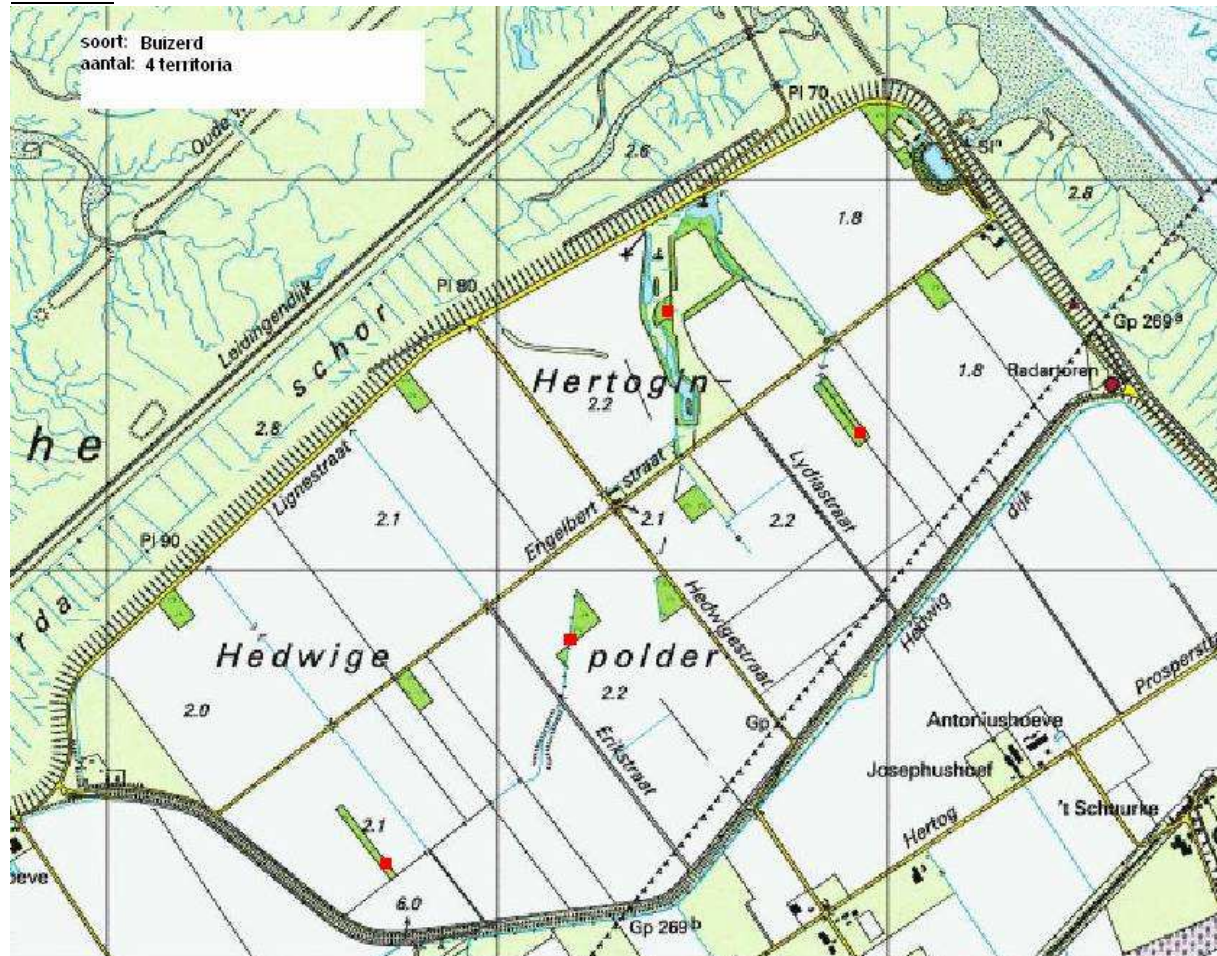 soort: Buizerd
aantal: 4 territoria
Pl 70
Oude
2.6
2.8
1.8
Pl 80
Leidingendijk
Gp 269a
schor
Radartoren
1.8
Hertogin
2.2
2.8
he
Lignestraat
straat
Lydiastraat
2.1
Engelbert
2.1
2.2
Pl 90
rda
Hedwigestraat
Hedwig
dijk
Hedwige
polder
2.2
2.0
Gp
Antoniushoeve
Erikstraat
Josephushoef
't Schuurke
2.1
Hertog
oeve
6.0
Gp 269b